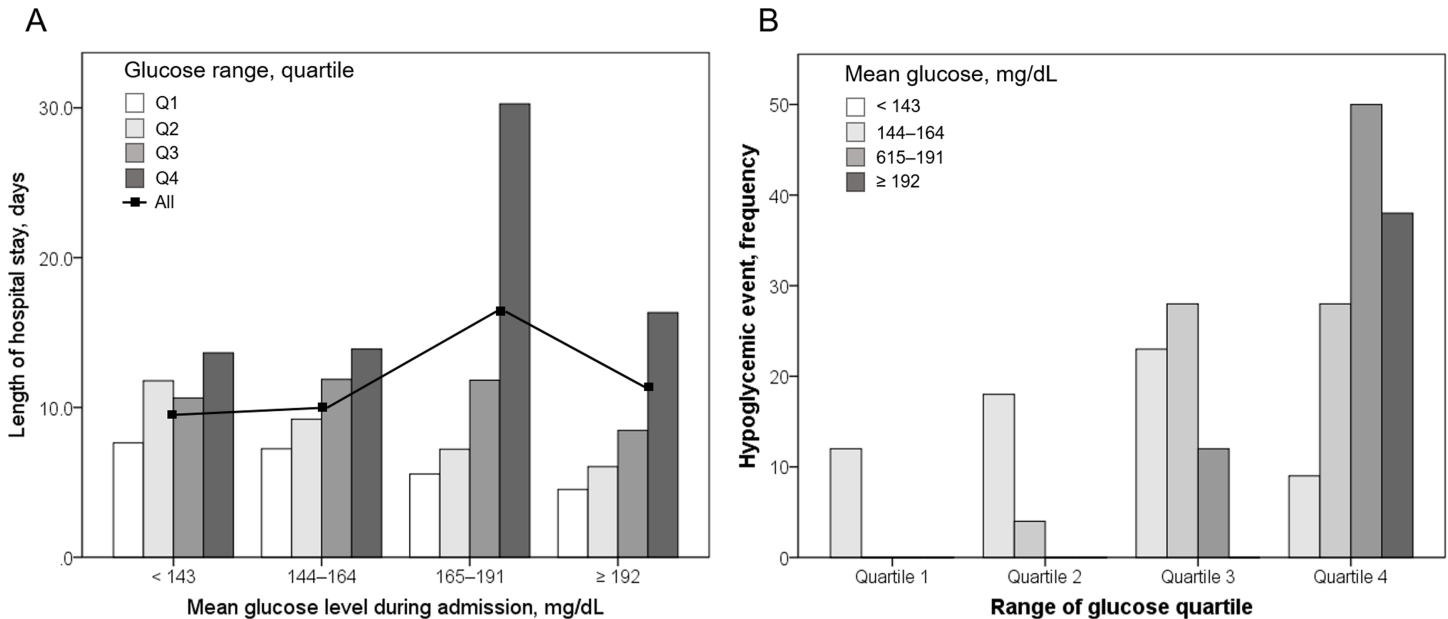 A
Glucose range, quartile
Q1
Q2
Q3
Q4
All
30.0
20.0
10.0
.0
Length of hospital stay, days
< 143
144–164
165–191
≥ 192
Mean glucose level during admission, mg/dL
B
Mean glucose, mg/dL
< 143
144–164
615–191
≥ 192
50
40
30
20
10
0
Hypoglycemic event, frequency
Quartile 1
Quartile 2
Quartile 3
Quartile 4
Range of glucose quartile